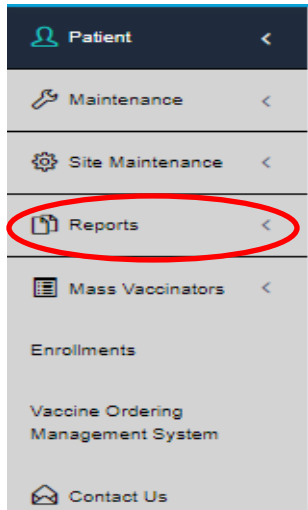 Patient
Maintenance
Site Maintenance
Reports
Mass Vaccinators
Enrollments
Vaccine Ordering
Management System
Contact Us